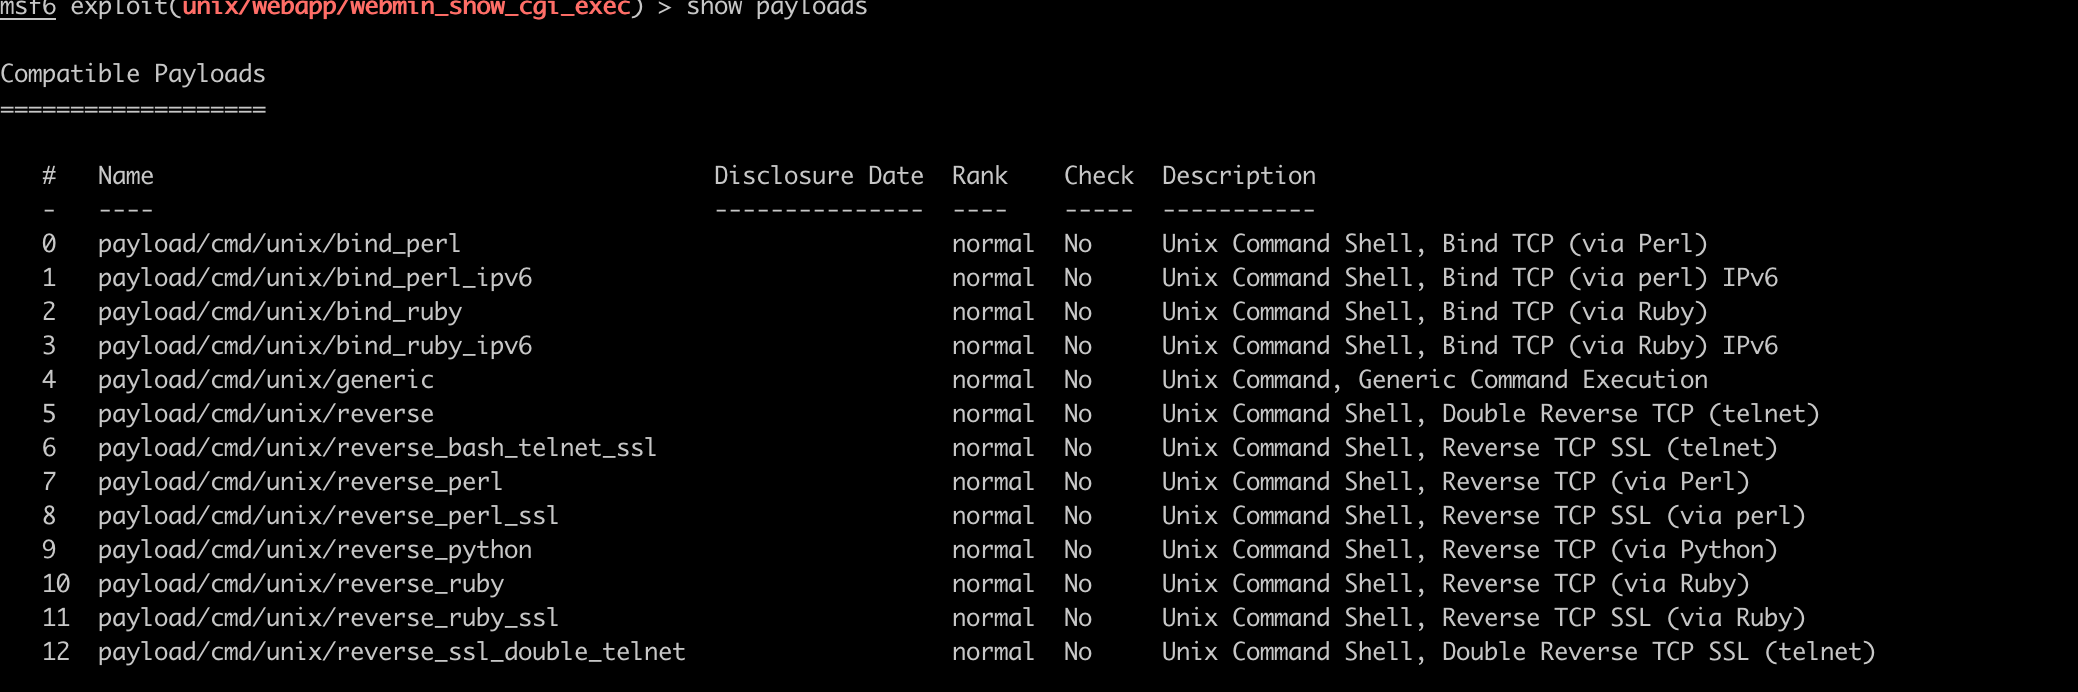 msf6 exploit(unix/webapp/webmin_show_cgi_exec) > show payloads
Compatible Payloads
===================
#   Name                                        Disclosure Date  Rank    Check  Description
-   ----                                        ---------------  ----    -----  -----------
0   payload/cmd/unix/bind_perl                                   normal  No     Unix Command Shell, Bind TCP (via Perl)
1   payload/cmd/unix/bind_perl_ipv6                              normal  No     Unix Command Shell, Bind TCP (via perl) IPv6
2   payload/cmd/unix/bind_ruby                                   normal  No     Unix Command Shell, Bind TCP (via Ruby)
3   payload/cmd/unix/bind_ruby_ipv6                              normal  No     Unix Command Shell, Bind TCP (via Ruby) IPv6
4   payload/cmd/unix/generic                                     normal  No     Unix Command, Generic Command Execution
5   payload/cmd/unix/reverse                                     normal  No     Unix Command Shell, Double Reverse TCP (telnet)
6   payload/cmd/unix/reverse_bash_telnet_ssl                     normal  No     Unix Command Shell, Reverse TCP SSL (telnet)
7   payload/cmd/unix/reverse_perl                                normal  No     Unix Command Shell, Reverse TCP (via Perl)
8   payload/cmd/unix/reverse_perl_ssl                            normal  No     Unix Command Shell, Reverse TCP SSL (via perl)
9   payload/cmd/unix/reverse_python                              normal  No     Unix Command Shell, Reverse TCP (via Python)
10  payload/cmd/unix/reverse_ruby                                normal  No     Unix Command Shell, Reverse TCP (via Ruby)
11  payload/cmd/unix/reverse_ruby_ssl                            normal  No     Unix Command Shell, Reverse TCP SSL (via Ruby)
12  payload/cmd/unix/reverse_ssl_double_telnet                   normal  No     Unix Command Shell, Double Reverse TCP SSL (telnet)